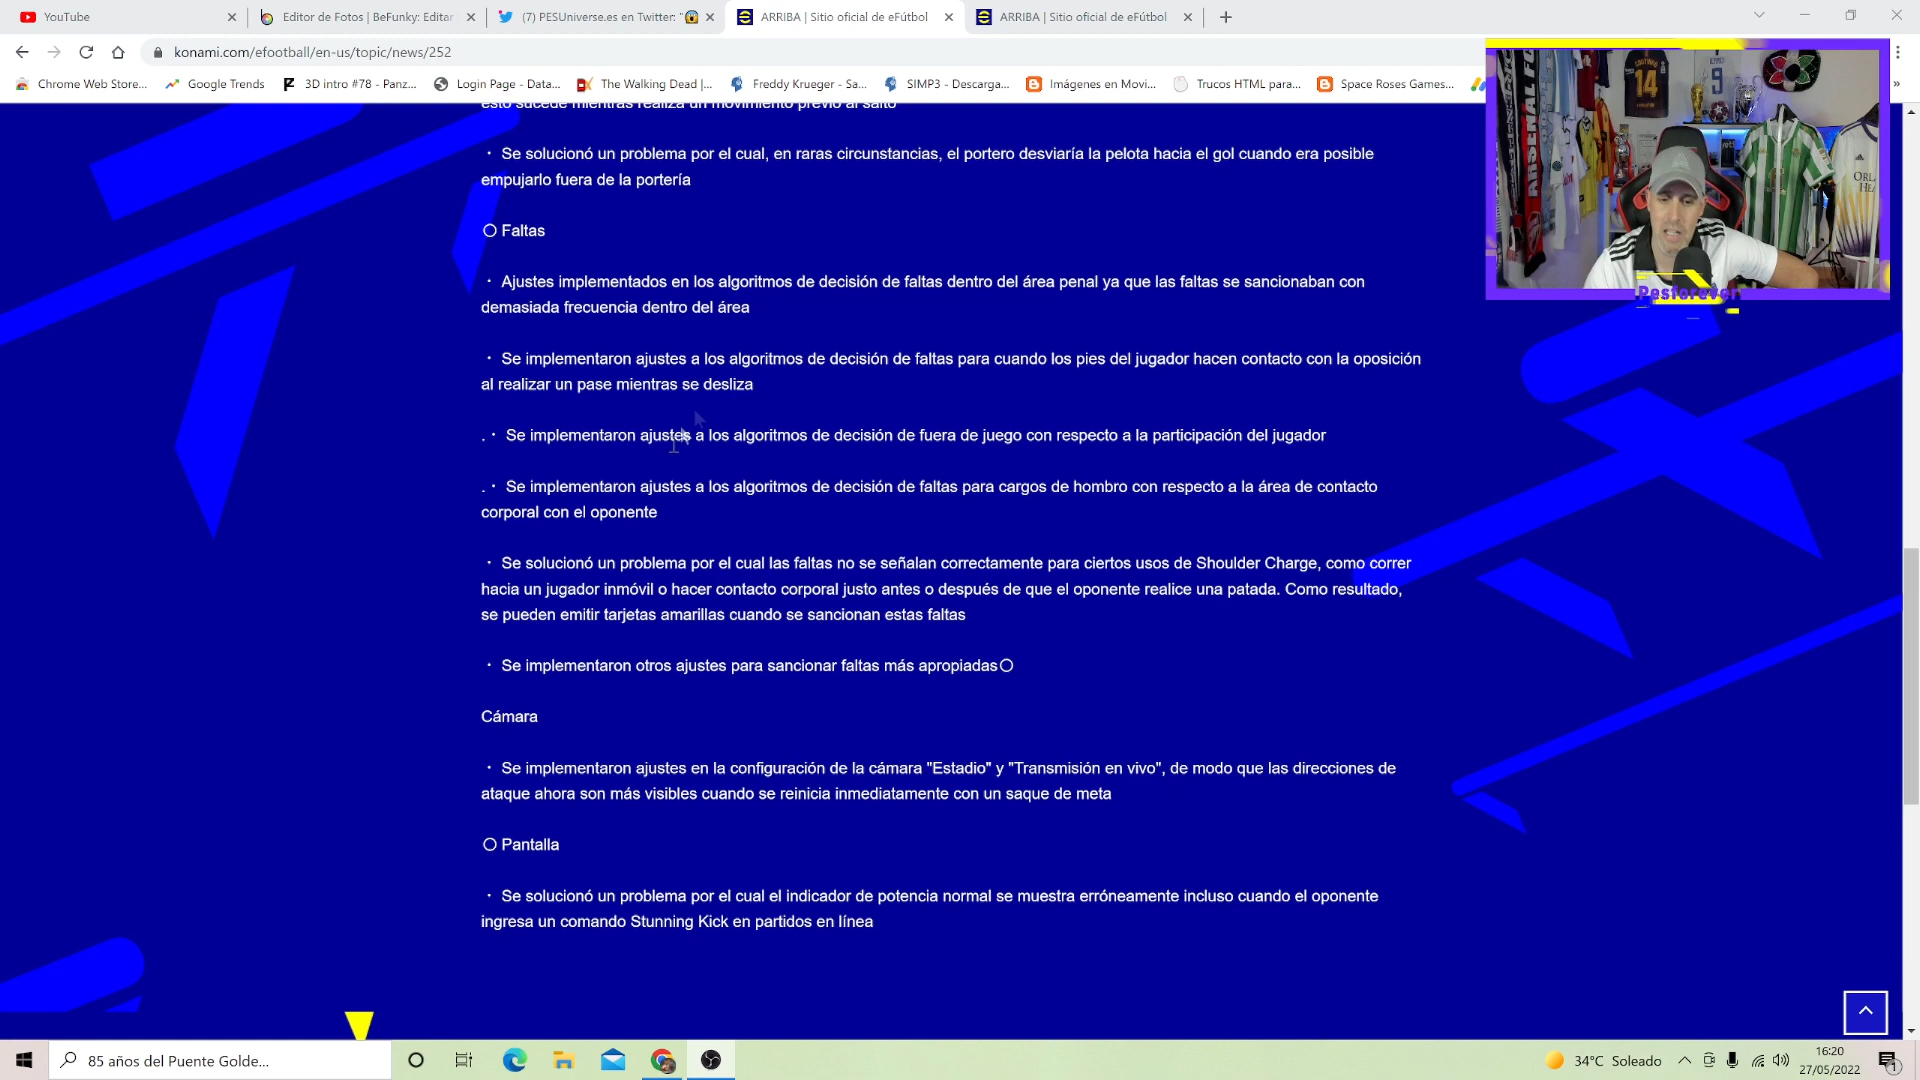 YouTube
Editor de Fotos | BeFunky: Editar
(7) PESUniverse.es en Twitter: "😱
ARRIBA | Sitio oficial de eFútbol
ARRIBA | Sitio oficial de eFútbol
konami.com/efootball/en-us/topic/news/252
Chrome Web Store...
Google Trends
3D intro #78 - Panz...
Login Page - Data...
The Walking Dead |...
Freddy Krueger - Sa...
SIMP3 - Descarga...
Imágenes en Movi...
Trucos HTML para...
Space Roses Games...
»
esto sucede mientras realiza un movimiento previo al salto
・ Se solucionó un problema por el cual, en raras circunstancias, el portero desviaría la pelota hacia el gol cuando era posible
empujarlo fuera de la portería
○ Faltas
・ Ajustes implementados en los algoritmos de decisión de faltas dentro del área penal ya que las faltas se sancionaban con
demasiada frecuencia dentro del área
・ Se implementaron ajustes a los algoritmos de decisión de faltas para cuando los pies del jugador hacen contacto con la oposición
al realizar un pase mientras se desliza
.・ Se implementaron ajustes a los algoritmos de decisión de fuera de juego con respecto a la participación del jugador
.・ Se implementaron ajustes a los algoritmos de decisión de faltas para cargos de hombro con respecto a la área de contacto
corporal con el oponente
・ Se solucionó un problema por el cual las faltas no se señalan correctamente para ciertos usos de Shoulder Charge, como correr
hacia un jugador inmóvil o hacer contacto corporal justo antes o después de que el oponente realice una patada. Como resultado,
se pueden emitir tarjetas amarillas cuando se sancionan estas faltas
・ Se implementaron otros ajustes para sancionar faltas más apropiadas○
Cámara
・ Se implementaron ajustes en la configuración de la cámara "Estadio" y "Transmisión en vivo", de modo que las direcciones de
ataque ahora son más visibles cuando se reinicia inmediatamente con un saque de meta
○ Pantalla
・ Se solucionó un problema por el cual el indicador de potencia normal se muestra erróneamente incluso cuando el oponente
ingresa un comando Stunning Kick en partidos en línea
14
9
Pesforever
85 años del Puente Golde...
34°C Soleado
16:20
27/05/2022
1